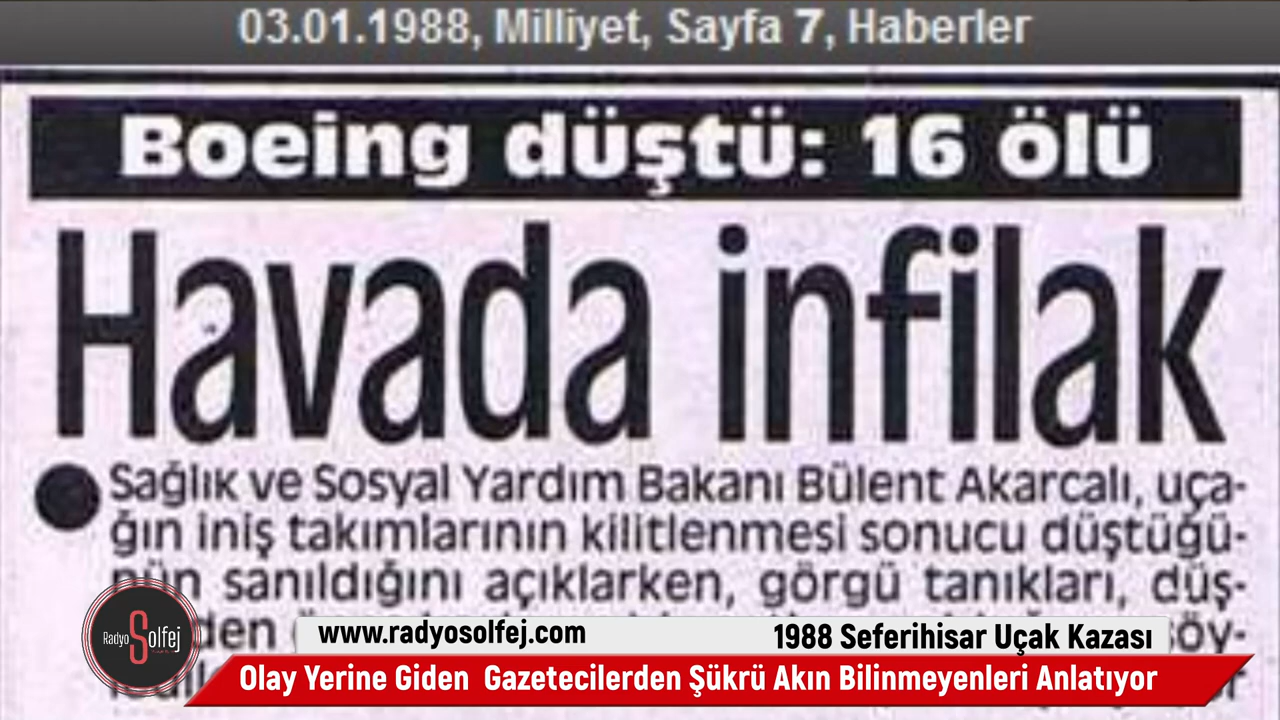 03.01.1988, Milliyet, Sayfa 7, Haberler
Boeing düştü: 16 ölü
Havada infilak
Sağlık ve Sosyal Yardım Bakanı Bülent Akarcalı, uça-
ğın iniş takımlarının kilitlenmesi sonucu düştüğü-
nün sanıldığını açıklarken, görgü tanıkları, düş-
Radyo Solfej
www.radyosolfej.com
1988 Seferihisar Uçak Kazası
Olay Yerine Giden Gazetecilerden Şükrü Akın Bilinmeyenleri Anlatıyor